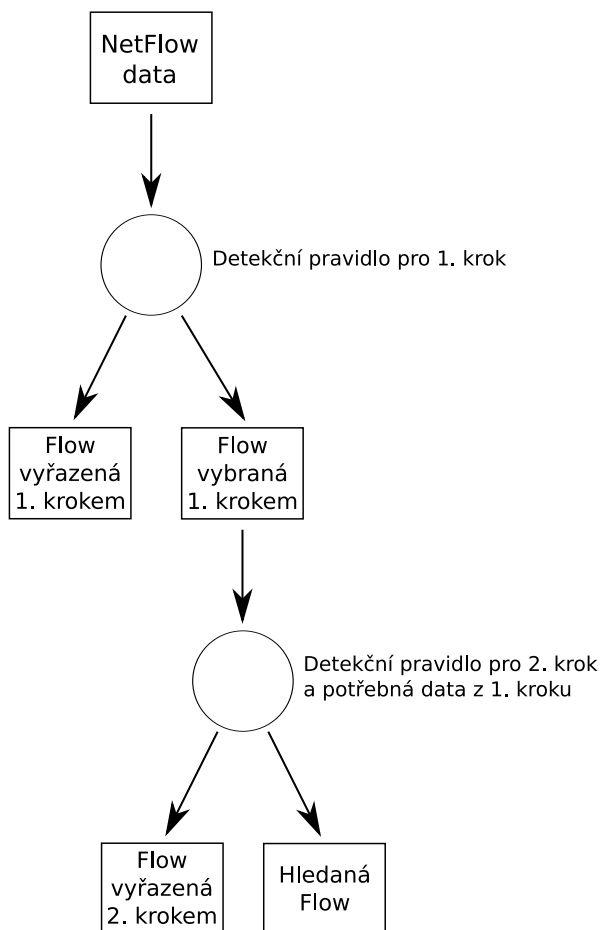 NetFlow
data
Detekční pravidlo pro 1. krok
Flow
vyřazená
1. krokem
Flow
vybraná
1. krokem
Detekční pravidlo pro 2. krok
a potřebná data z 1. kroku
Flow
vyřazená
2. krokem
Hledaná
Flow